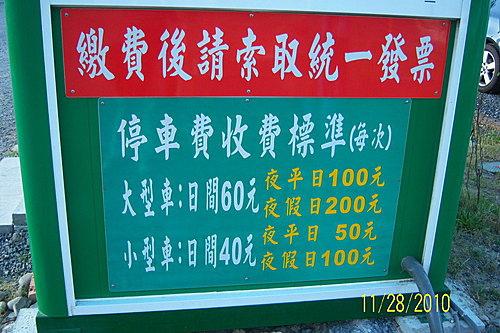 繳費後請索取統一發票
停車費收費標準(每次)
大型車:日間60元
夜平日100元
夜假日200元
小型車:日間40元
夜平日 50元
夜假日100元
11/28/2010